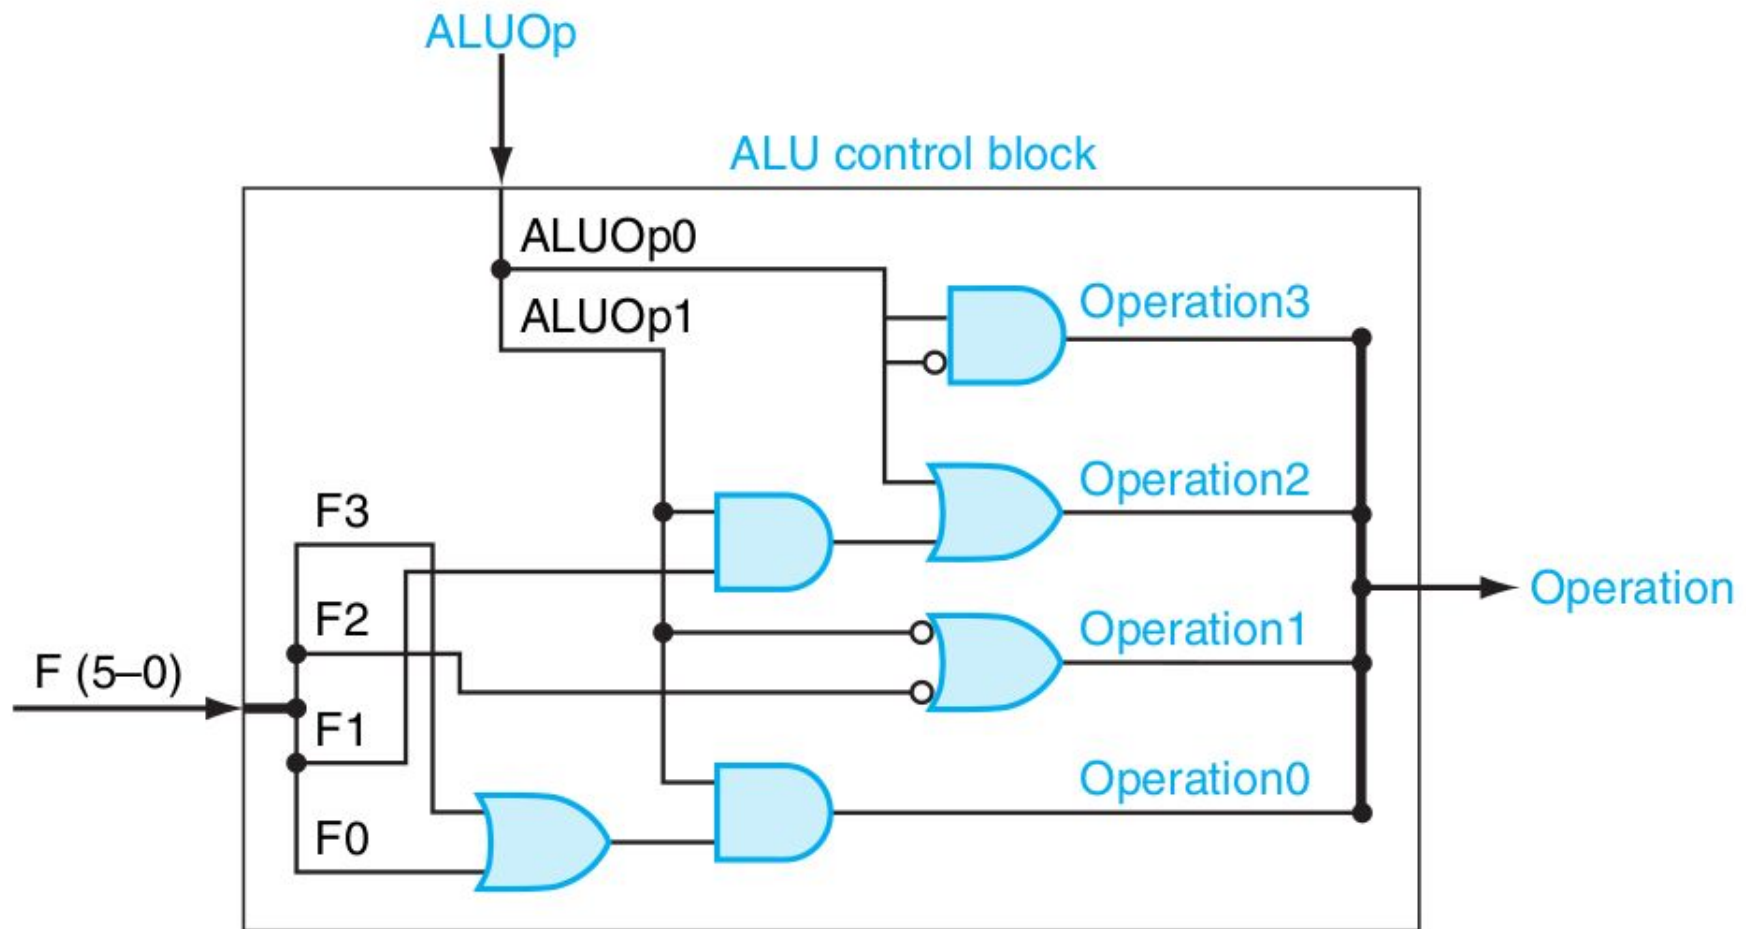 ALUOp
ALU control block
ALUOp0
ALUOp1
Operation3
Operation2
F3
Operation
F2
Operation1
F (5–0)
F1
Operation0
F0